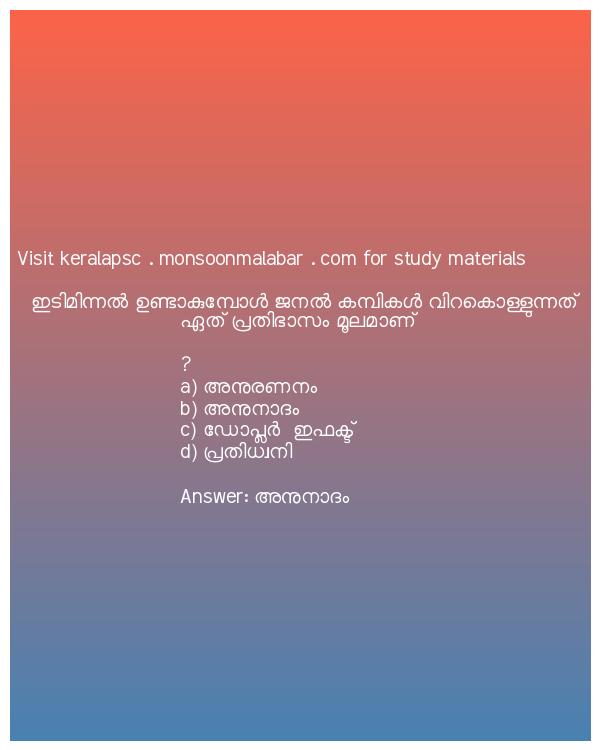 Visit keralapsc . monsoonmalabar . com for study materials
ഇടിമിന്നൽ ഉണ്ടാകുമ്പോൾ ജനൽ കമ്പികൾ വിറകൊള്ളുന്നത്
ഏത് പ്രതിഭാസം മൂലമാണ്
?
a) അനുരണനം
b) അനുനാദം
c) ഡോപ്ലർ ഇഫക്ട്
d) പ്രതിധ്വനി
Answer: അനുനാദം